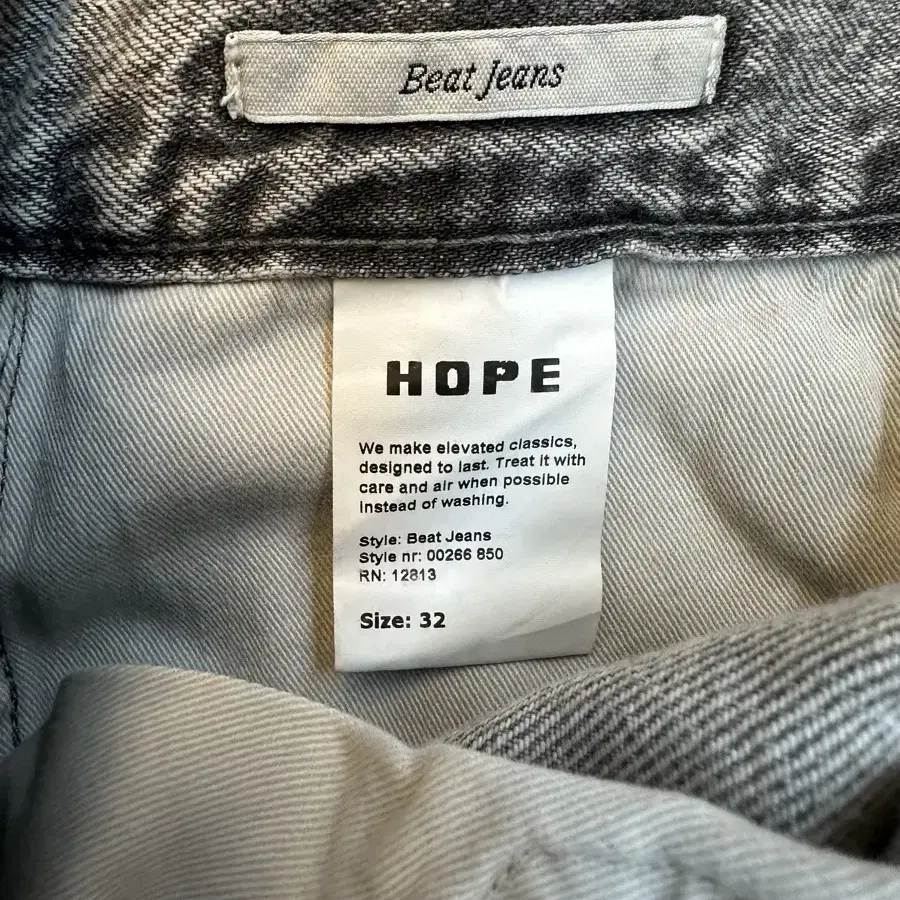 Beat Jeans
HOPE
We make elevated classics,
designed to last. Treat it with
care and air when possible
instead of washing.
Style: Beat Jeans
Style nr: 00266 850
RN: 12813
Size: 32